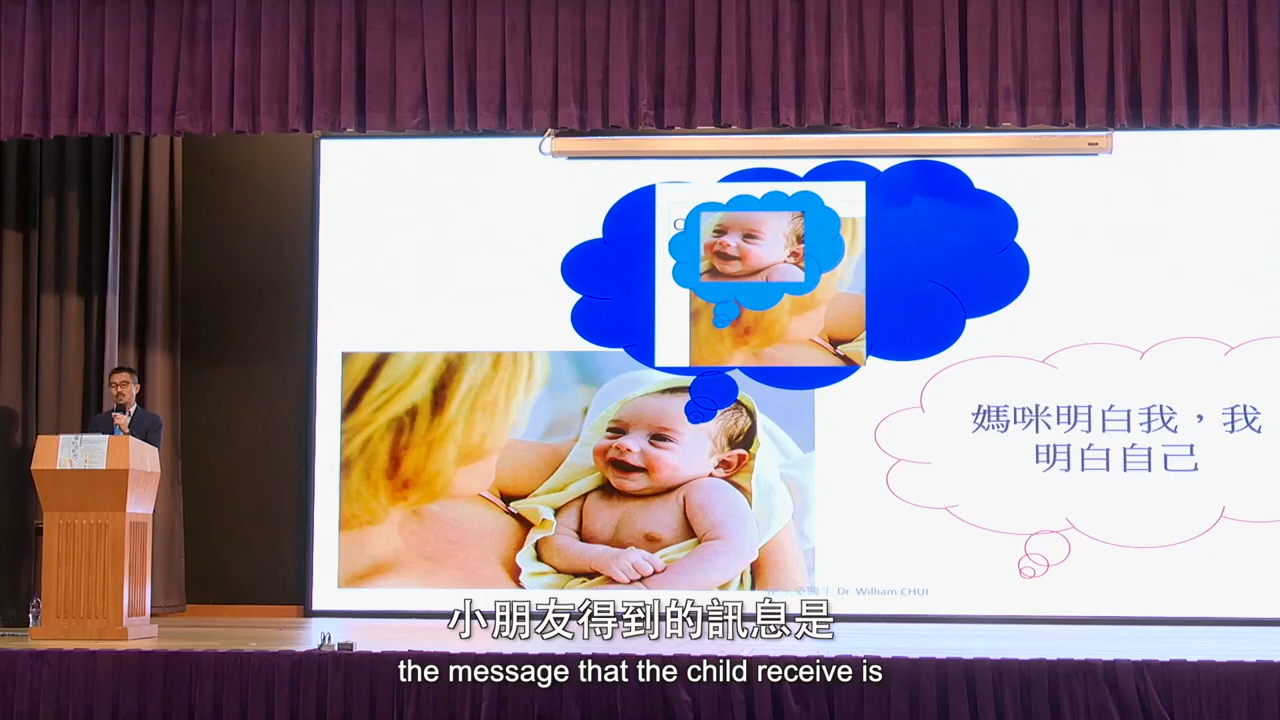 媽咪明白我，我
明白自己
Dr. William CHUI
小朋友得到的訊息是
the message that the child receive is